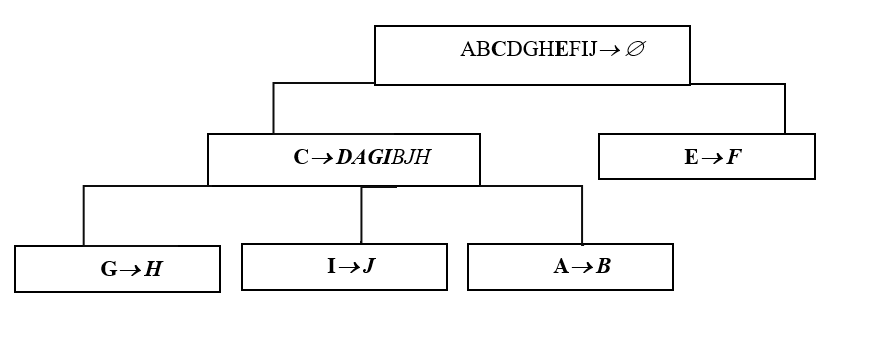 ABCDGHEFIJ→∅
C→DAGIBJH
E→F
G→H
I→J
A→B